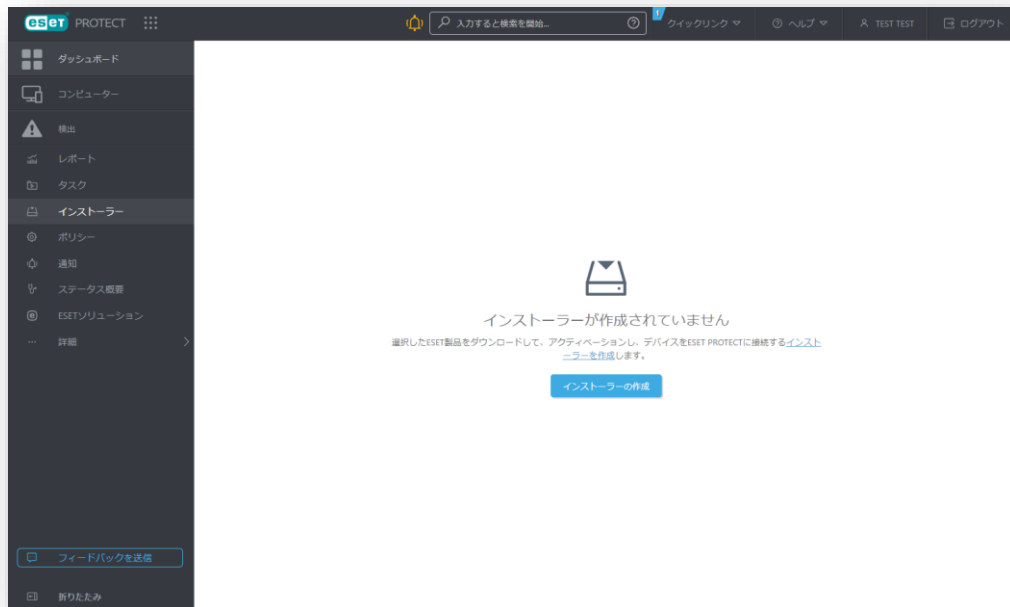 eset PROTECT
入力すると検索を開始...
1
クイックリンク
ヘルプ
TEST TEST
ログアウト
ダッシュボード
コンピューター
検出
レポート
タスク
インストーラー
ポリシー
通知
ステータス概要
ESETソリューション
詳細
インストーラーが作成されていません
選択したESET製品をダウンロードして、アクティベーションし、デバイスをESET PROTECTに接続するインスト
ーラーを作成します。
インストーラーの作成
フィードバックを送信
折りたたみ